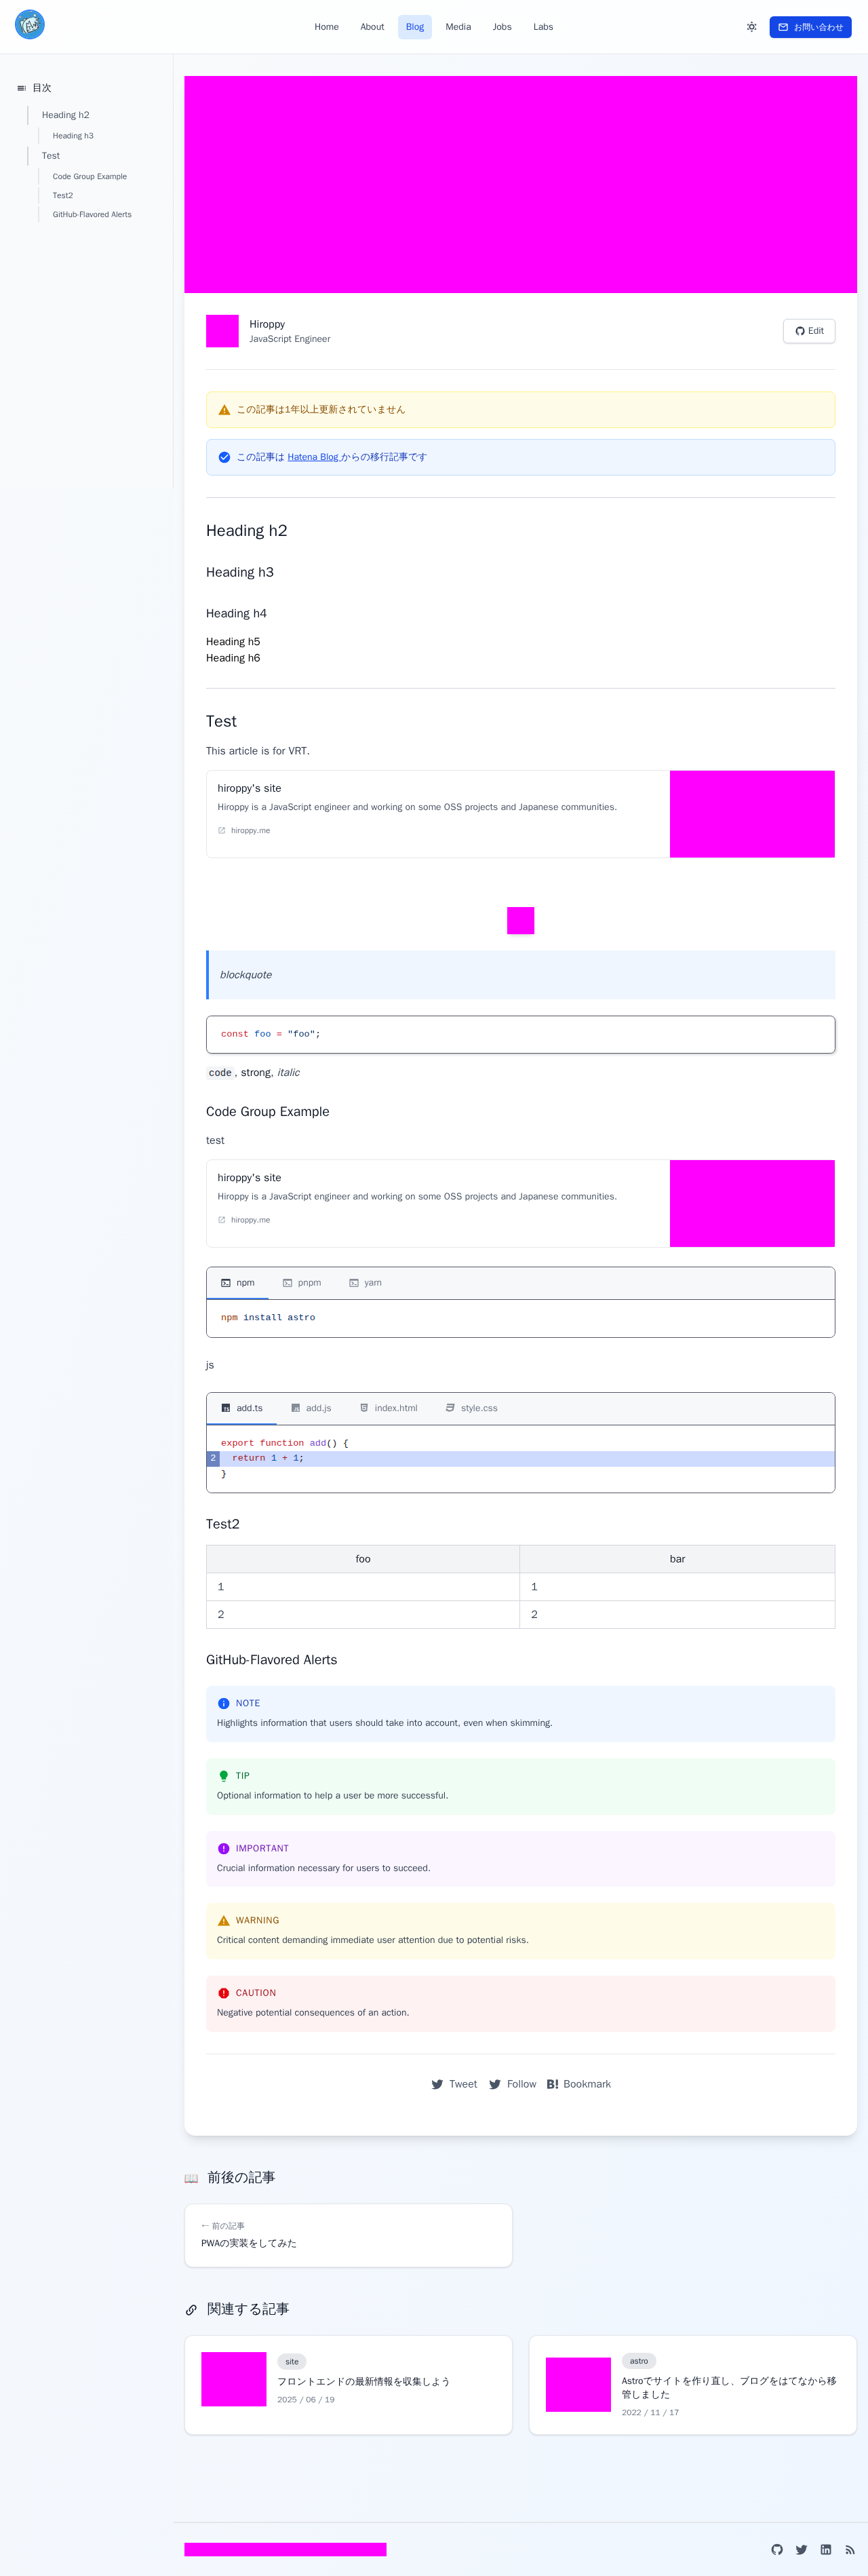 Home About Blog Media Jobs Labs お問い合わせ
目次
Heading h2
Heading h3
Test
Code Group Example
Test2
GitHub-Flavored Alerts
Hiroppy
JavaScript Engineer
Edit
この記事は1年以上更新されていません
この記事は Hatena Blog からの移行記事です
Heading h2
Heading h3
Heading h4
Heading h5
Heading h6
Test
This article is for VRT.
hiroppy's site
Hiroppy is a JavaScript engineer and working on some OSS projects and Japanese communities.
hiroppy.me
blockquote
const foo = "foo";
code, strong, italic
Code Group Example
test
hiroppy's site
Hiroppy is a JavaScript engineer and working on some OSS projects and Japanese communities.
hiroppy.me
npm pnpm yarn
npm install astro
js
add.ts add.js index.html style.css
export function add() {
2 return 1 + 1;
}
Test2
foo bar
1 1
2 2
GitHub-Flavored Alerts
NOTE
Highlights information that users should take into account, even when skimming.
TIP
Optional information to help a user be more successful.
IMPORTANT
Crucial information necessary for users to succeed.
WARNING
Critical content demanding immediate user attention due to potential risks.
CAUTION
Negative potential consequences of an action.
Tweet Follow B! Bookmark
前後の記事
← 前の記事
PWAの実装をしてみた
関連する記事
site
フロントエンドの最新情報を収集しよう
2025 / 06 / 19
astro
Astroでサイトを作り直し、ブログをはてなから移
管しました
2022 / 11 / 17